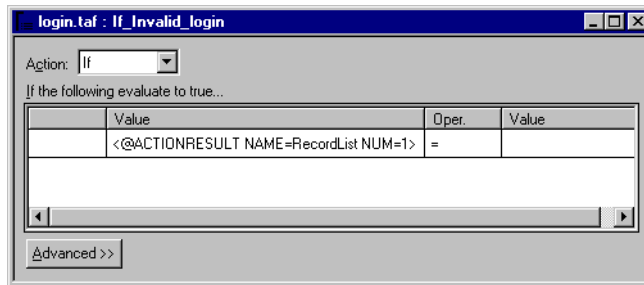 login.taf : If_Invalid_login
Action: If
If the following evaluate to true...
Value Oper. Value
<@ACTIONRESULT NAME=RecordList NUM=1> =
Advanced >>